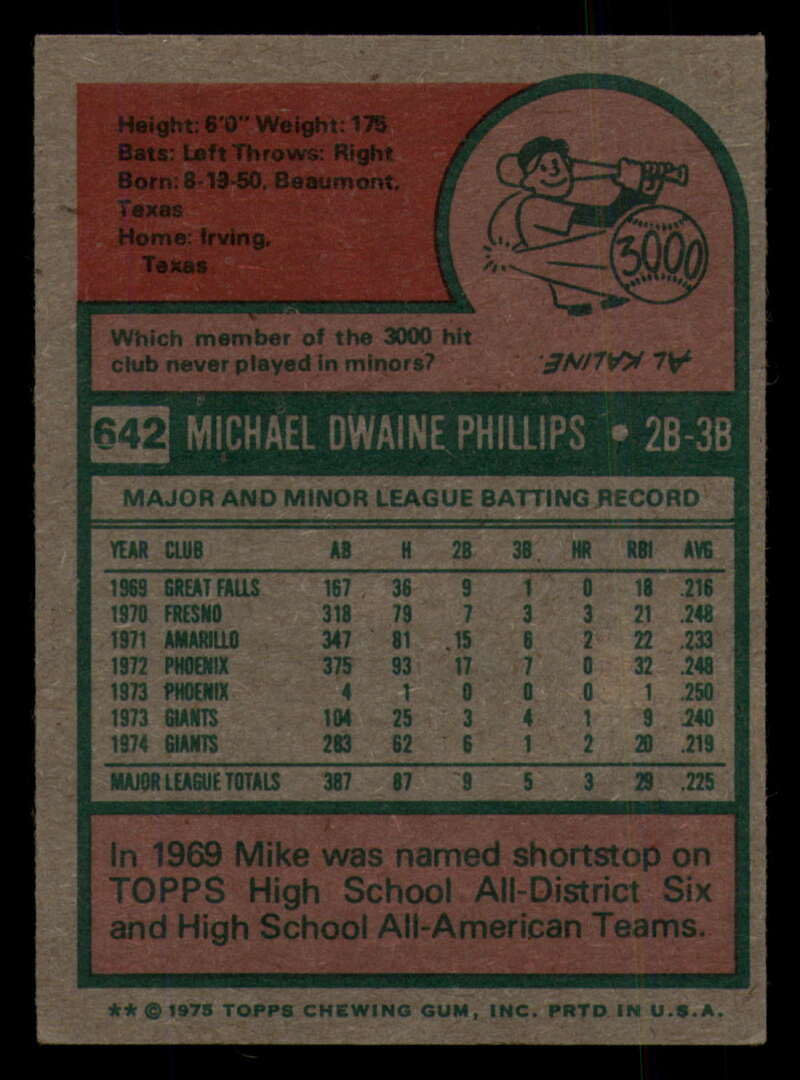 Height: 6'0" Weight: 175
Bats: Left Throws: Right
Born: 8-19-50, Beaumont,
Texas
Home: Irving,
Texas
3000
Which member of the 3000 hit
club never played in minors?
AL KALINE.
642 MICHAEL DWAINE PHILLIPS • 2B-3B
MAJOR AND MINOR LEAGUE BATTING RECORD
YEAR CLUB AB H 2B 3B HR RBI AVG
1969 GREAT FALLS 167 36 9 1 0 18 .216
1970 FRESNO 318 79 7 3 3 21 .248
1971 AMARILLO 347 81 15 6 2 22 .233
1972 PHOENIX 375 93 17 7 0 32 .248
1973 PHOENIX 4 1 0 0 0 1 .250
1973 GIANTS 104 25 3 4 1 9 .240
1974 GIANTS 283 62 6 1 2 20 .219
MAJOR LEAGUE TOTALS 387 87 9 5 3 29 .225
In 1969 Mike was named shortstop on
TOPPS High School All-District Six
and High School All-American Teams.
** © 1975 TOPPS CHEWING GUM, INC. PRTD IN U.S.A.